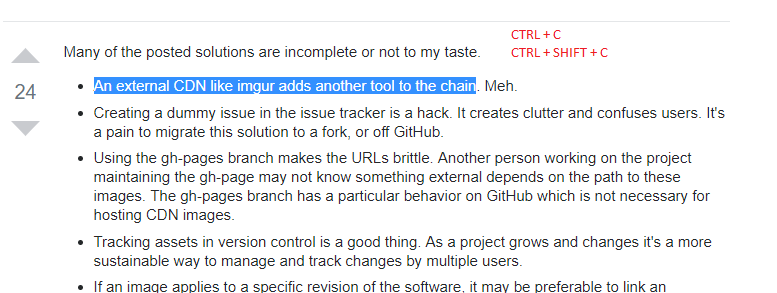 CTRL + C
Many of the posted solutions are incomplete or not to my taste. CTRL + SHIFT + C
24
• An external CDN like imgur adds another tool to the chain. Meh.
• Creating a dummy issue in the issue tracker is a hack. It creates clutter and confuses users. It's
a pain to migrate this solution to a fork, or off GitHub.
• Using the gh-pages branch makes the URLs brittle. Another person working on the project
maintaining the gh-page may not know something external depends on the path to these
images. The gh-pages branch has a particular behavior on GitHub which is not necessary for
hosting CDN images.
• Tracking assets in version control is a good thing. As a project grows and changes it's a more
sustainable way to manage and track changes by multiple users.
• If an image applies to a specific revision of the software, it may be preferable to link an